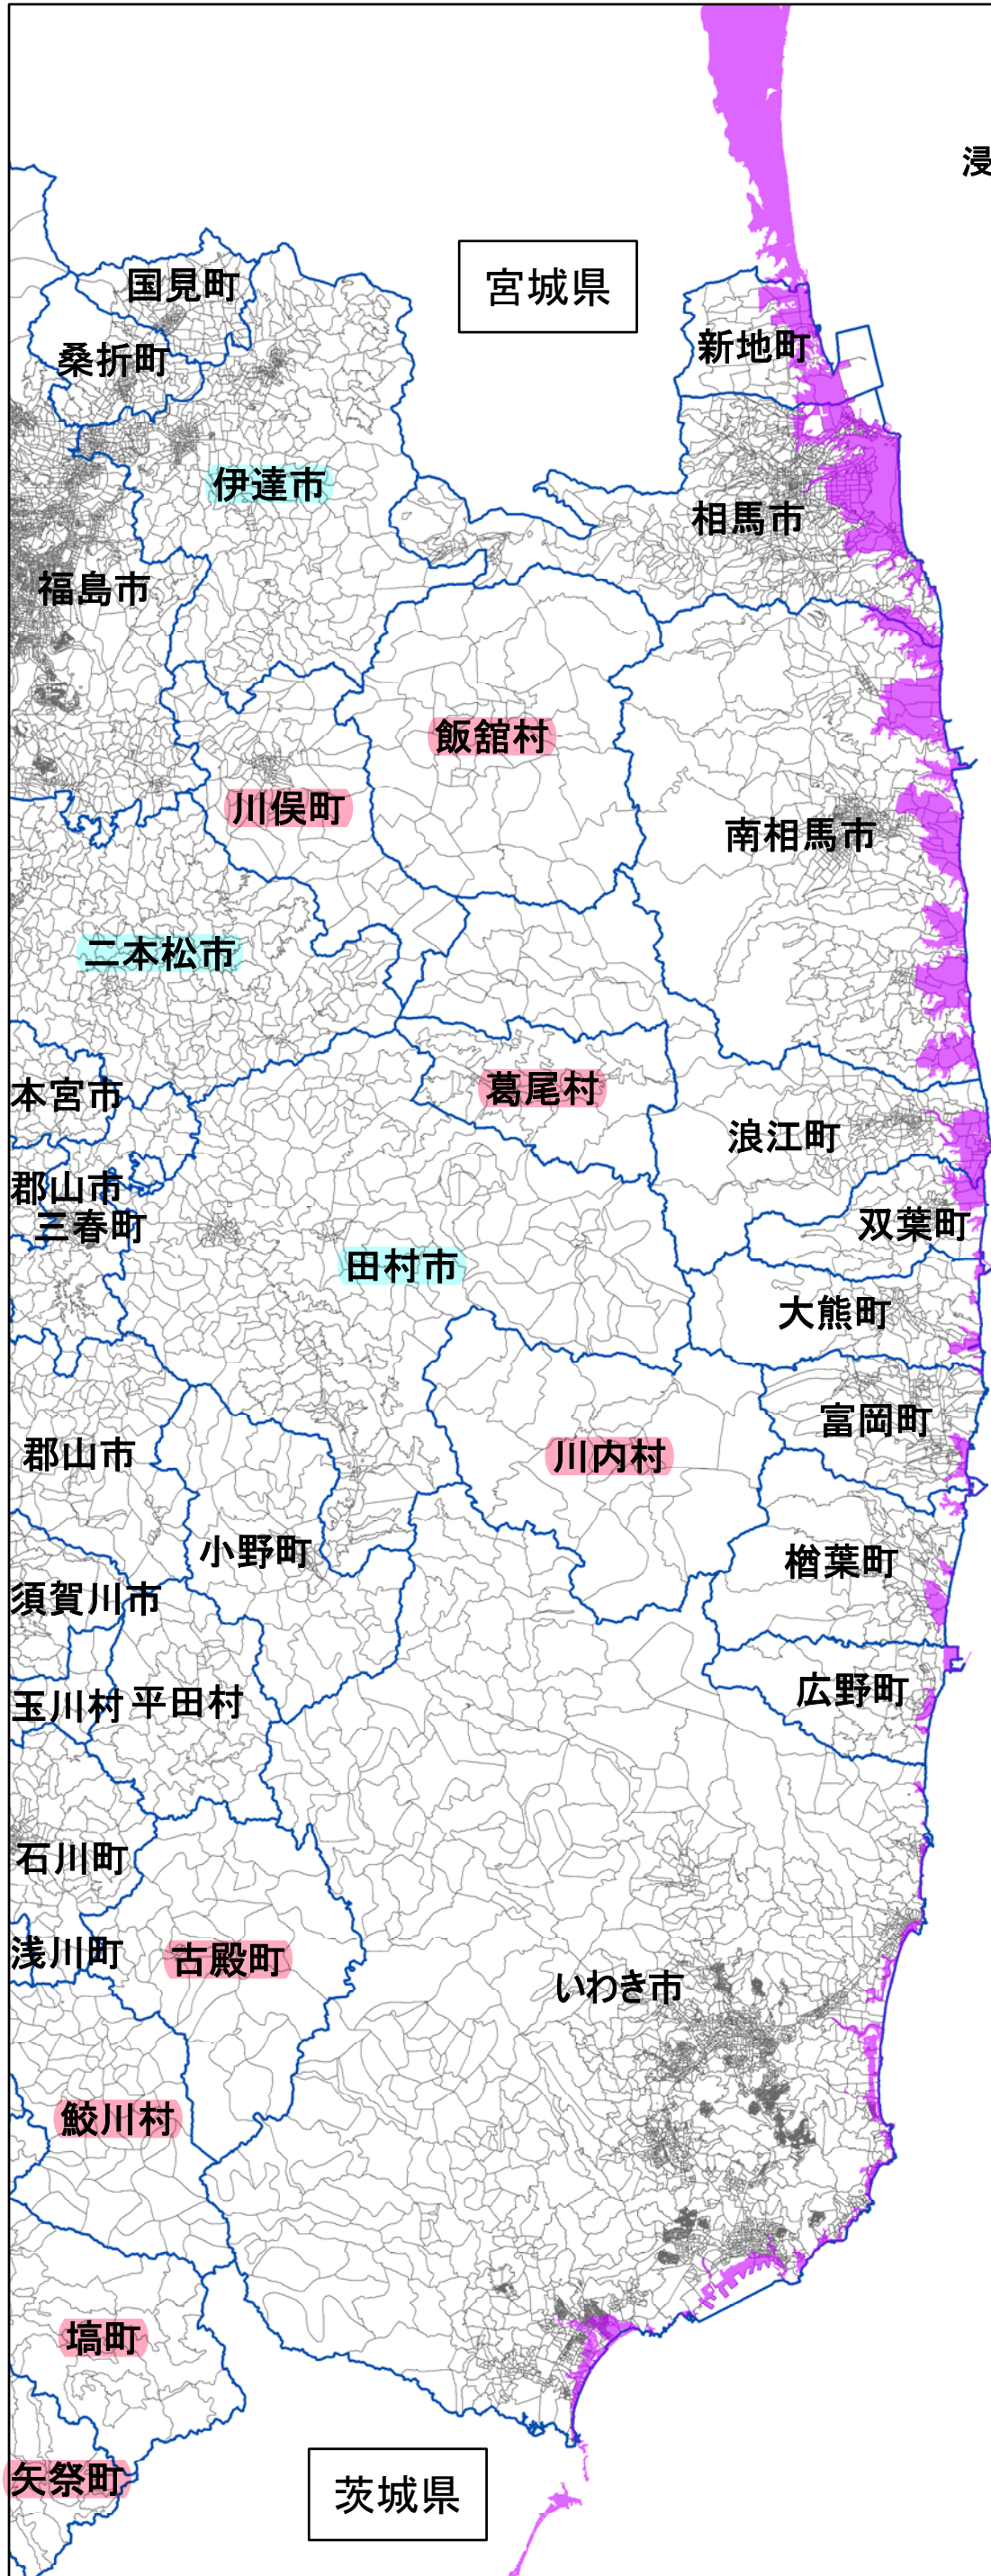 浸
国見町
宮城県
新地町
桑折町
伊達市
相馬市
福島市
飯舘村
川俣町
南相馬市
二本松市
葛尾村
本宮市
浪江町
郡山市
三春町
双葉町
田村市
大熊町
富岡町
郡山市
川内村
小野町
楢葉町
須賀川市
広野町
玉川村
平田村
石川町
浅川町
古殿町
いわき市
鮫川村
塙町
矢祭町
茨城県